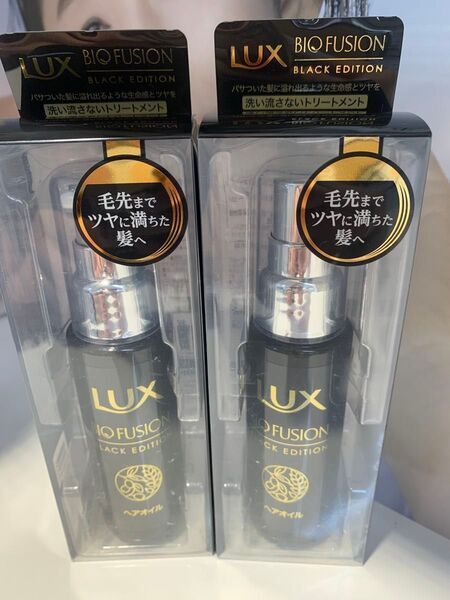 LUX
BIO FUSION
BLACK EDITION
パサついた髪に溢れ出るような生命感とツヤを
洗い流さないトリートメント
毛先まで
ツヤに満ちた
髪へ
LUX
BIO FUSION
BLACK EDITION
ヘアオイル
LUX
BIO FUSION
BLACK EDITION
パサついた髪に溢れ出るような生命感とツヤを
洗い流さないトリートメント
毛先まで
ツヤに満ちた
髪へ
LUX
BIO FUSION
BLACK EDITION
ヘアオイル